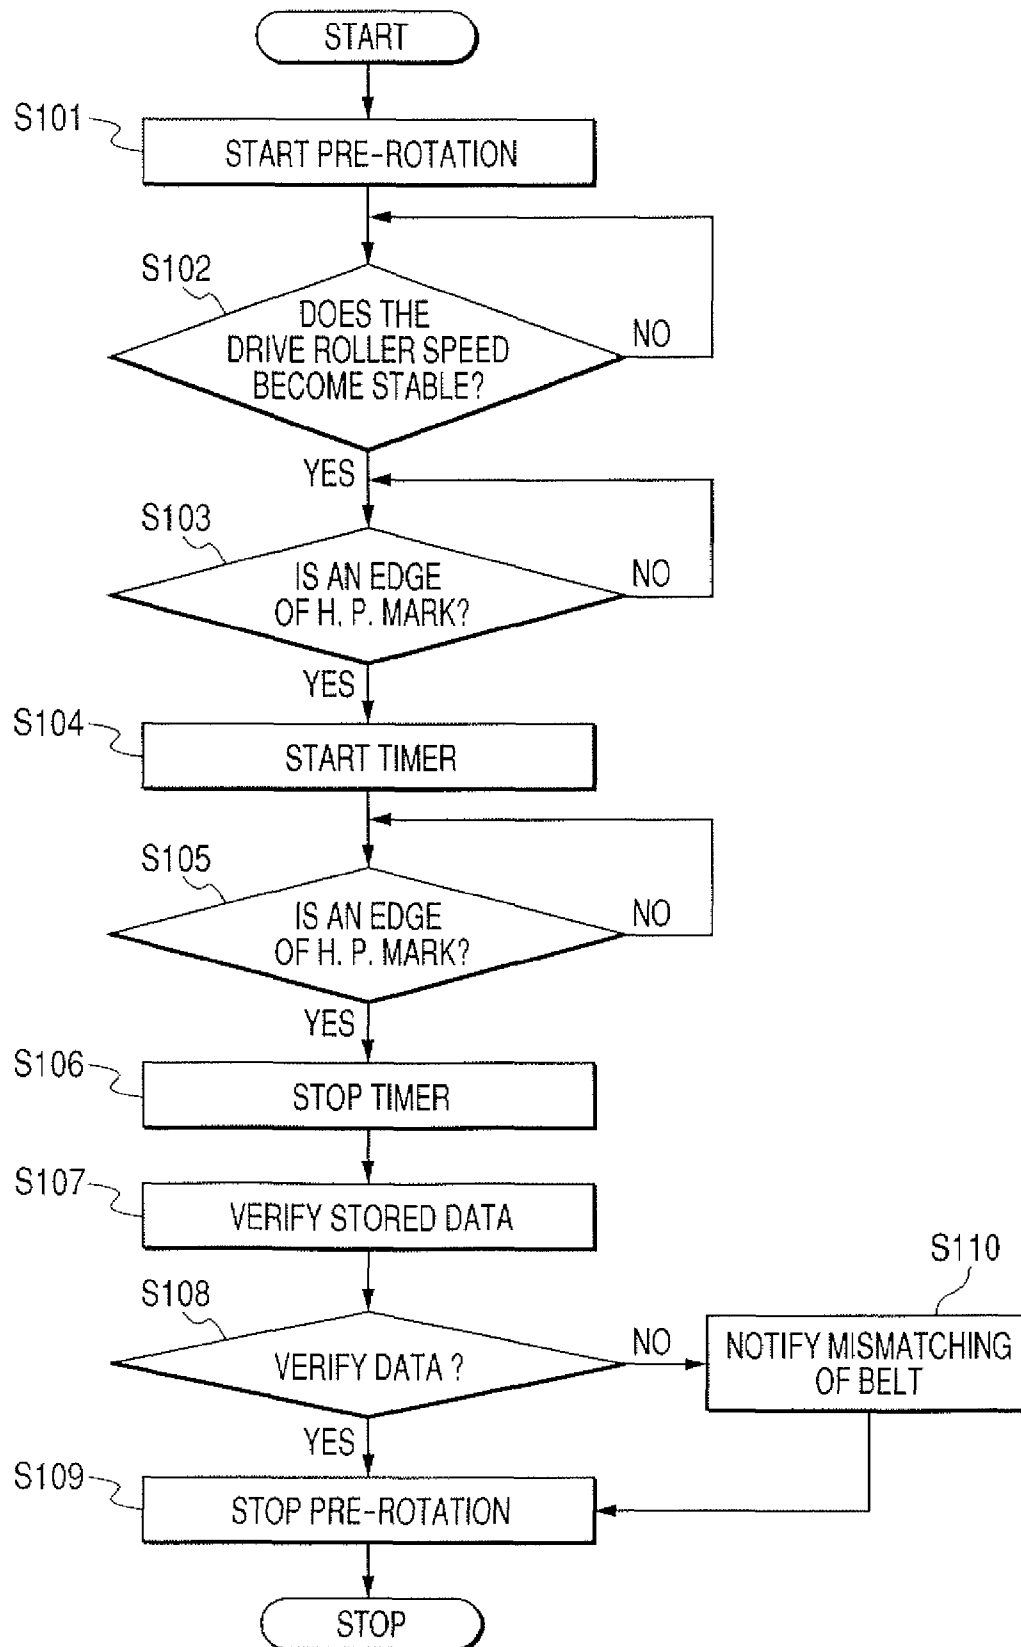 START
S101
START PRE-ROTATION
S102
DOES THE
DRIVE ROLLER SPEED
BECOME STABLE?
NO
YES
S103
IS AN EDGE
OF H. P. MARK?
NO
YES
S104
START TIMER
S105
IS AN EDGE
OF H. P. MARK?
NO
YES
S106
STOP TIMER
S107
VERIFY STORED DATA
S108
VERIFY DATA ?
NO
S110
NOTIFY MISMATCHING
OF BELT
YES
S109
STOP PRE-ROTATION
STOP